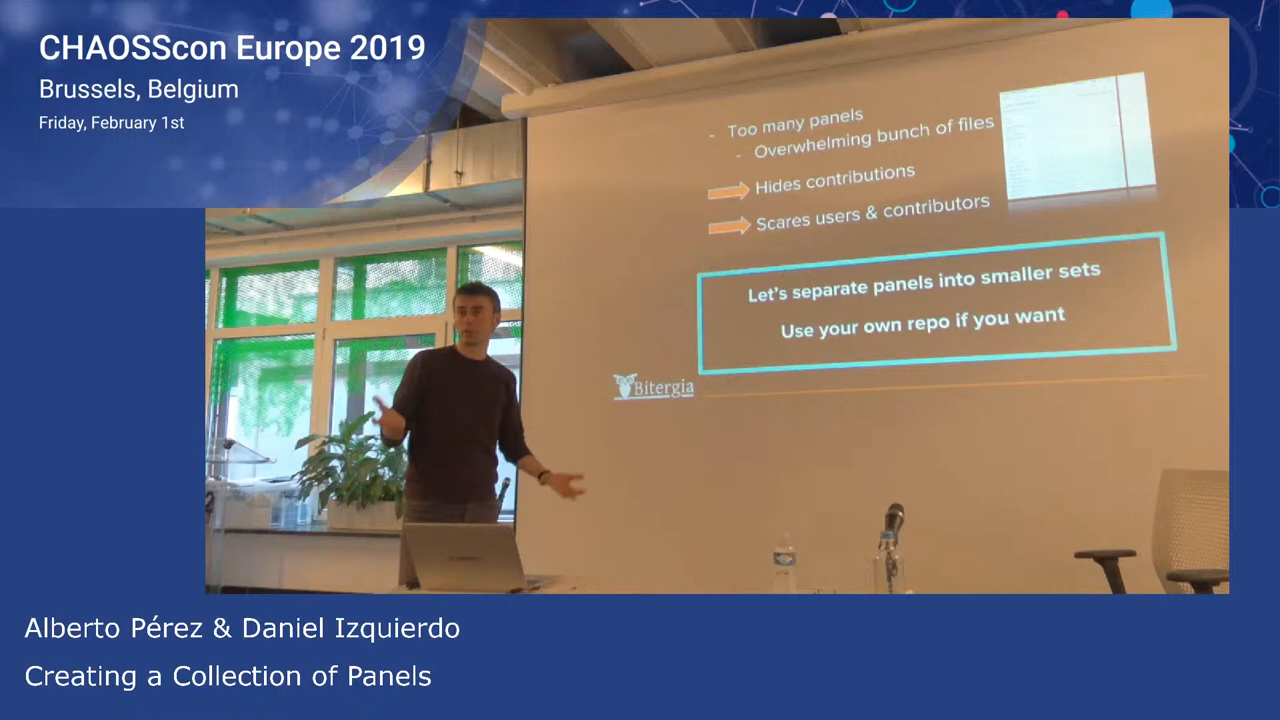 CHAOSScon Europe 2019
Brussels, Belgium
Friday, February 1st
- Too many panels
- Overwhelming bunch of files
Hides contributions
Scares users & contributors
Let's separate panels into smaller sets
Use your own repo if you want
Bitergia
Alberto Pérez & Daniel Izquierdo
Creating a Collection of Panels